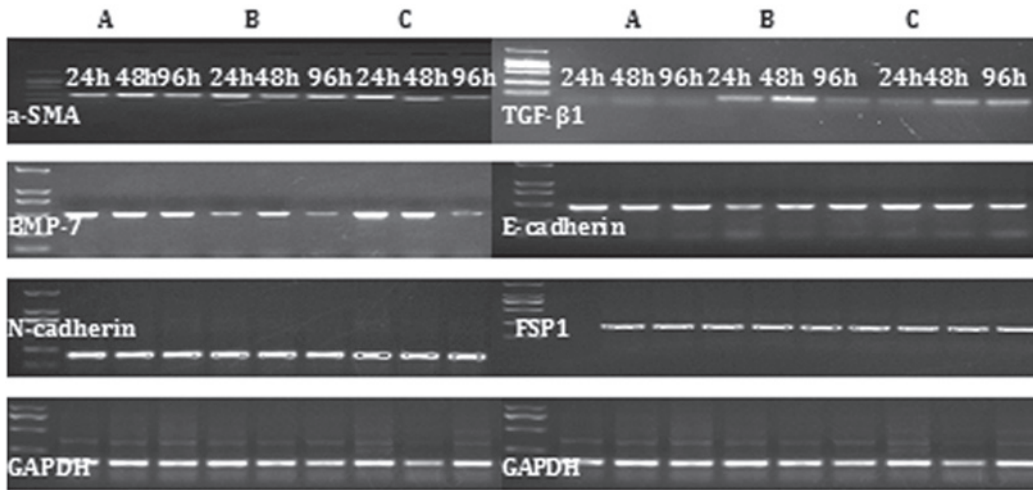 A B C A B C
24h 48h 96h 24h 48h 96h 24h 48h 96h 24h 48h 96h 24h 48h 96h 24h 48h 96h
a-SMA TGF-β1
BMP-7 E-cadherin
N-cadherin FSP1
GAPDH GAPDH